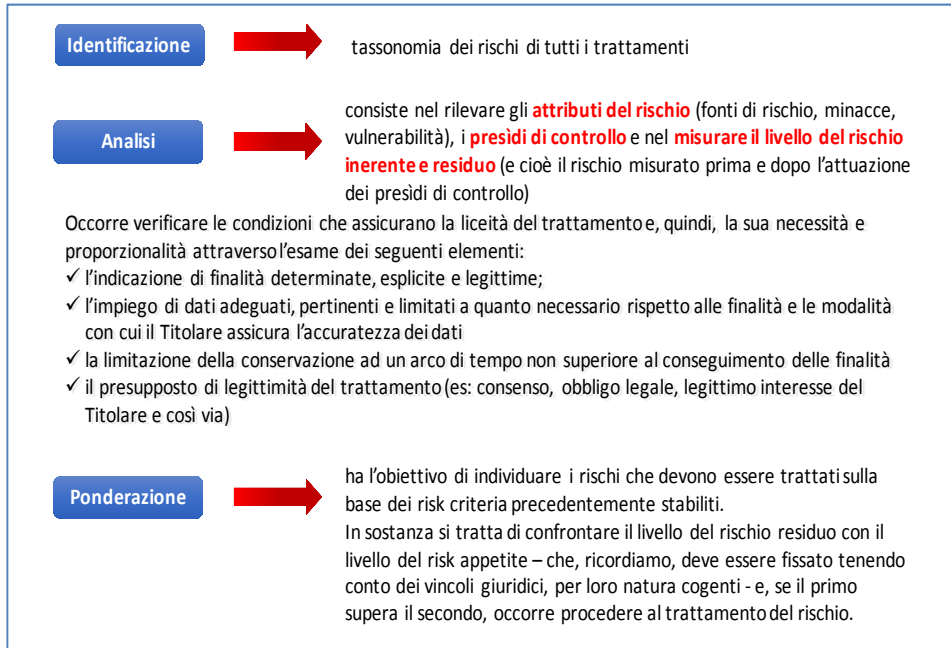 Identificazione
tassonomia dei rischi di tutti i trattamenti
Analisi
consiste nel rilevare gli attributi del rischio (fonti di rischio, minacce,
vulnerabilità), i presìdi di controllo e nel misurare il livello del rischio
inerente e residuo (e cioè il rischio misurato prima e dopo l'attuazione
dei presìdi di controllo)
Occorre verificare le condizioni che assicurano la liceità del trattamento e, quindi, la sua necessità e
proporzionalità attraverso l'esame dei seguenti elementi:
✓ l'indicazione di finalità determinate, esplicite e legittime;
✓ l'impiego di dati adeguati, pertinenti e limitati a quanto necessario rispetto alle finalità e le modalità
con cui il Titolare assicura l'accuratezza dei dati
✓ la limitazione della conservazione ad un arco di tempo non superiore al conseguimento delle finalità
✓ il presupposto di legittimità del trattamento (es: consenso, obbligo legale, legittimo interesse del
Titolare e così via)
Ponderazione
ha l'obiettivo di individuare i rischi che devono essere trattati sulla
base dei risk criteria precedentemente stabiliti.
In sostanza si tratta di confrontare il livello del rischio residuo con il
livello del risk appetite – che, ricordiamo, deve essere fissato tenendo
conto dei vincoli giuridici, per loro natura cogenti - e, se il primo
supera il secondo, occorre procedere al trattamento del rischio.